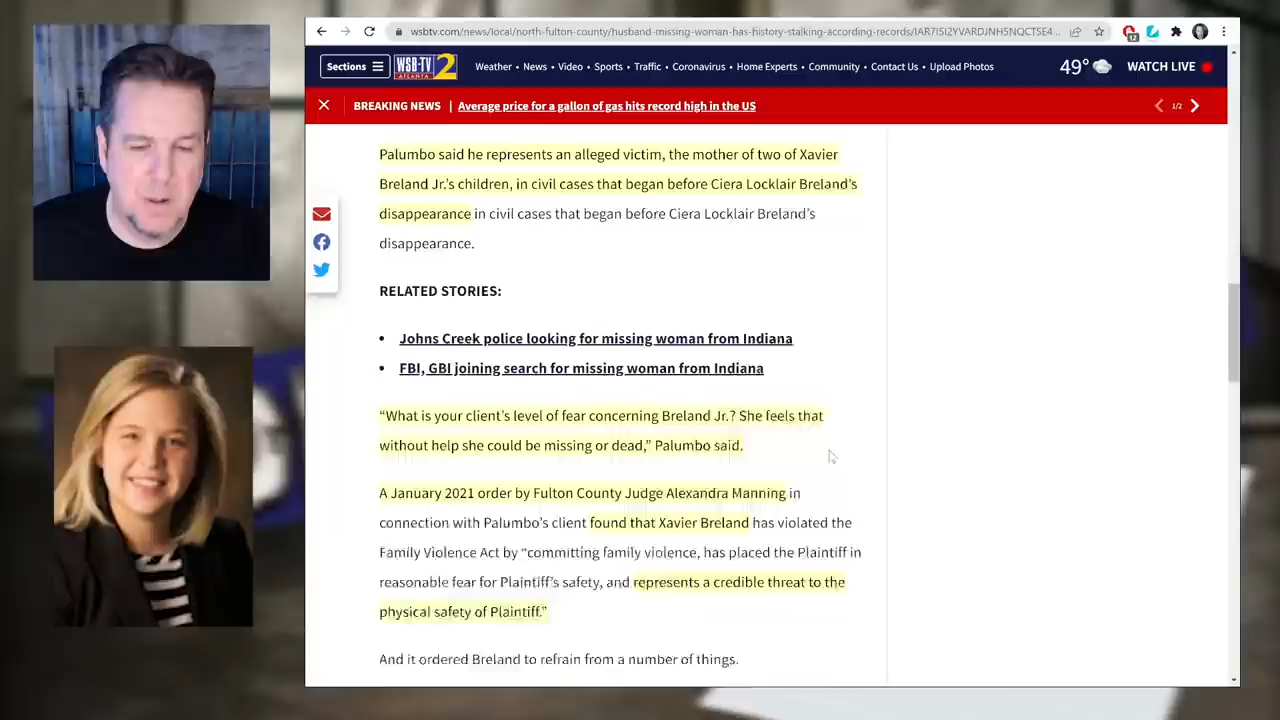 wsbtv.com/news/local/north-fulton-county/husband-missing-woman-has-history-stalking-according-records/IAR7I5I2YVARDJNH5NQCTSE4...
12
Sections
WSB-TV 2 ATLANTA
Weather • News • Video • Sports • Traffic • Coronavirus • Home Experts • Community • Contact Us • Upload Photos
49°
WATCH LIVE
BREAKING NEWS | Average price for a gallon of gas hits record high in the US
1/2
Palumbo said he represents an alleged victim, the mother of two of Xavier
Breland Jr.'s children, in civil cases that began before Ciera Locklair Breland's
disappearance in civil cases that began before Ciera Locklair Breland's
disappearance.
RELATED STORIES:
• Johns Creek police looking for missing woman from Indiana
• FBI, GBI joining search for missing woman from Indiana
“What is your client's level of fear concerning Breland Jr.? She feels that
without help she could be missing or dead,” Palumbo said.
A January 2021 order by Fulton County Judge Alexandra Manning in
connection with Palumbo's client found that Xavier Breland has violated the
Family Violence Act by “committing family violence, has placed the Plaintiff in
reasonable fear for Plaintiff's safety, and represents a credible threat to the
physical safety of Plaintiff.”
And it ordered Breland to refrain from a number of things.